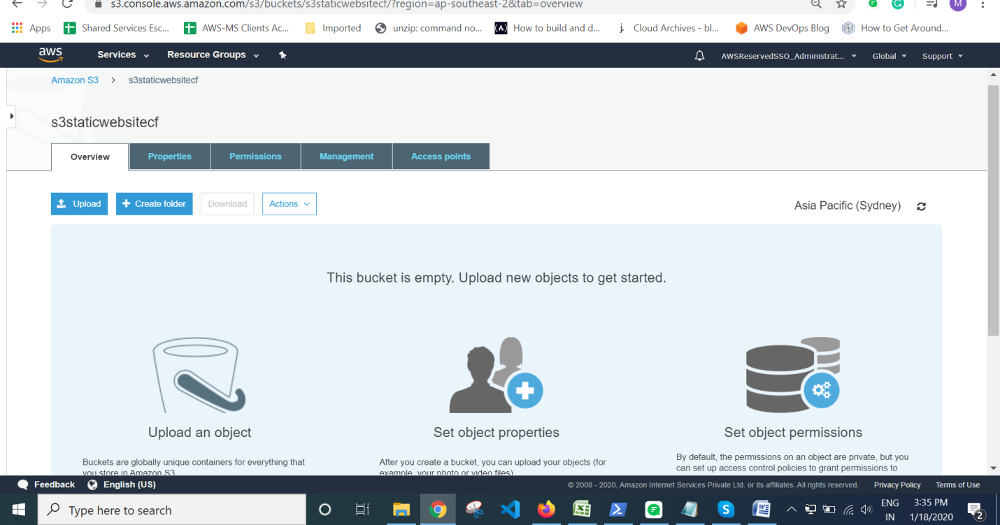 s3.console.aws.amazon.com/s3/buckets/s3staticwebsitecf/?region=ap-southeast-2&tab=overview
M
Apps Shared Services Esc... AWS-MS Clients Ac... Imported unzip: command no... (A) How to build and d... j. Cloud Archives - bl... AWS DevOps Blog How to Get Around...
aws Services Resource Groups AWSReservedSSO_Administrat... Global Support
Amazon S3 > s3staticwebsitecf
s3staticwebsitecf
Overview Properties Permissions Management Access points
Upload + Create folder Download Actions Asia Pacific (Sydney)
This bucket is empty. Upload new objects to get started.
Upload an object
Buckets are globally unique containers for everything that
you store in Amazon S3
Set object properties
After you create a bucket, you can upload your objects (for
example, your photo or video files)
Set object permissions
By default, the permissions on an object are private, but you
can set up access control policies to grant permissions to
Feedback English (US) © 2008 - 2020, Amazon Internet Services Private Ltd. or its affiliates. All rights reserved. Privacy Policy Terms of Use
Type here to search
ENG 3:35 PM
IN 1/18/2020 2